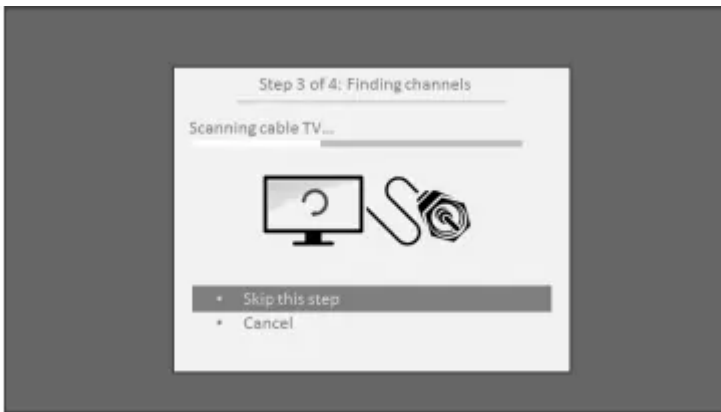 Step 3 of 4: Finding channels
Scanning cable TV...
• Skip this step
• Cancel